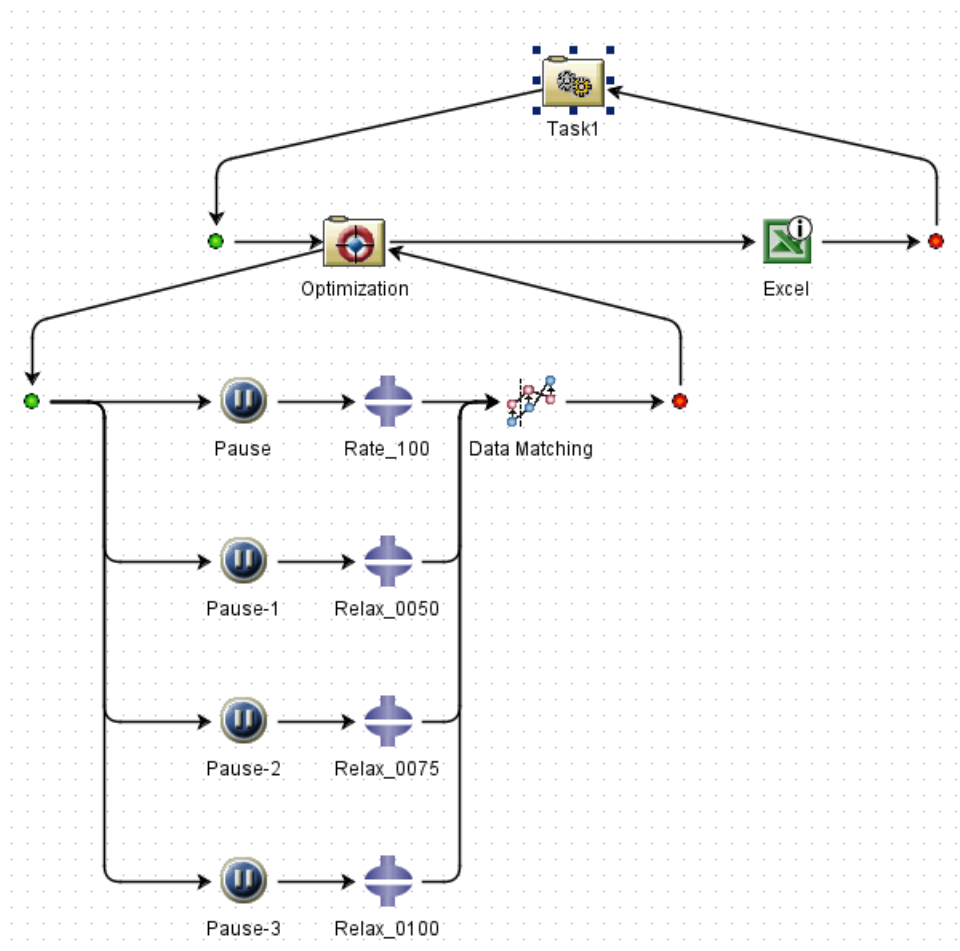 Task1
Optimization
Excel
Pause
Rate_100
Data Matching
Pause-1
Relax_0050
Pause-2
Relax_0075
Pause-3
Relax_0100